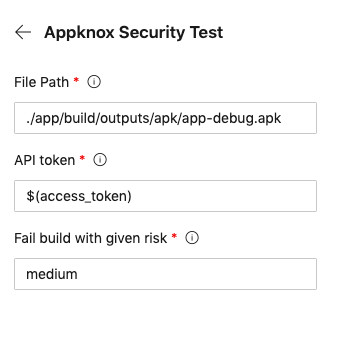 Appknox Security Test
File Path *
./app/build/outputs/apk/app-debug.apk
API token *
$(access_token)
Fail build with given risk *
medium